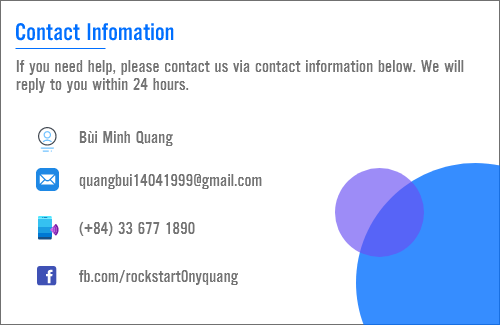 Contact Infomation
If you need help, please contact us via contact information below. We will
reply to you within 24 hours.
Bùi Minh Quang
quangbui14041999@gmail.com
(+84) 33 677 1890
fb.com/rockstart0nyquang